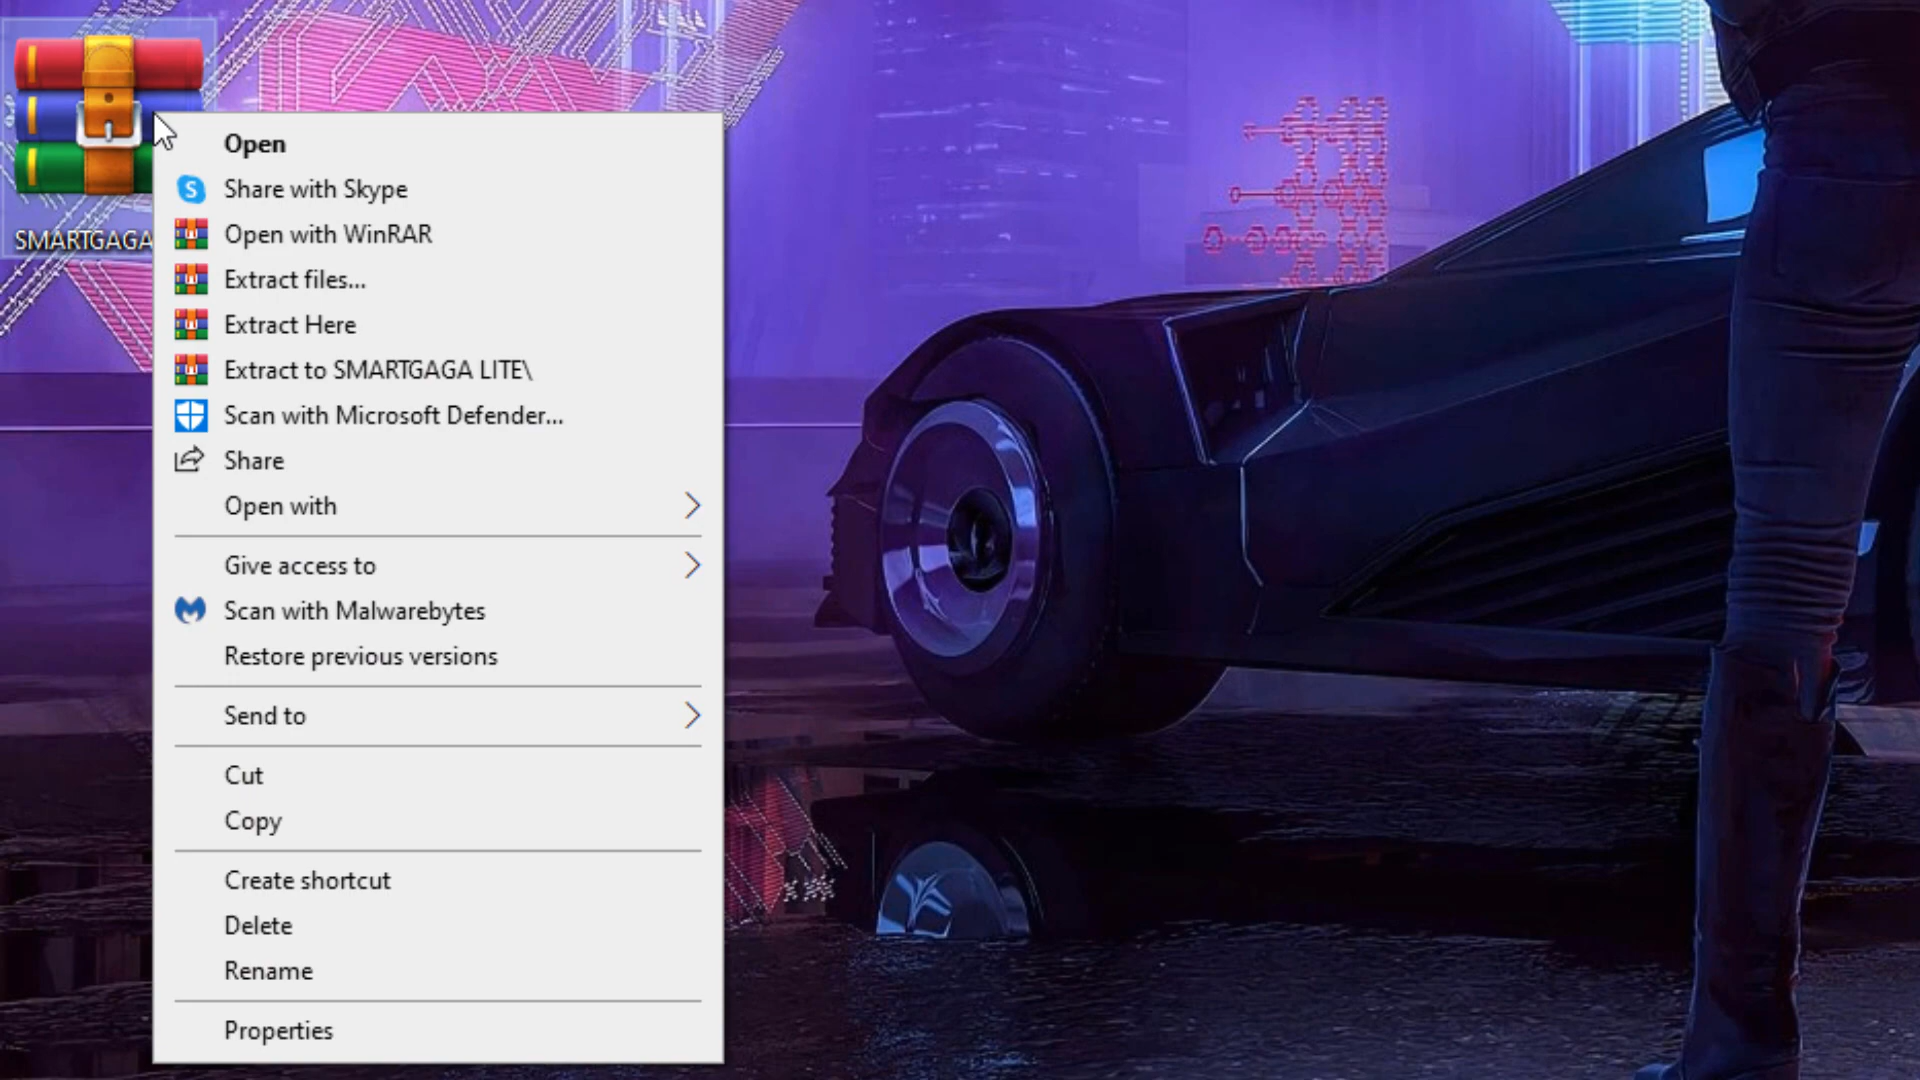 SMARTGAGA
Open
Share with Skype
Open with WinRAR
Extract files...
Extract Here
Extract to SMARTGAGA LITE\
Scan with Microsoft Defender...
Share
Open with
Give access to
Scan with Malwarebytes
Restore previous versions
Send to
Cut
Copy
Create shortcut
Delete
Rename
Properties